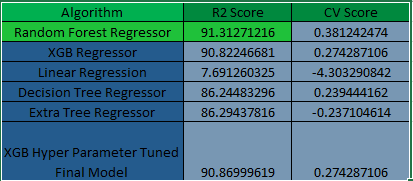 Algorithm R2 Score CV Score
Random Forest Regressor 91.31271216 0.381242474
XGB Regressor 90.82246681 0.274287106
Linear Regression 7.691260325 -4.303290842
Decision Tree Regressor 86.24483296 0.239444162
Extra Tree Regressor 86.29437816 -0.237104614
XGB Hyper Parameter Tuned
Final Model 90.86999619 0.274287106